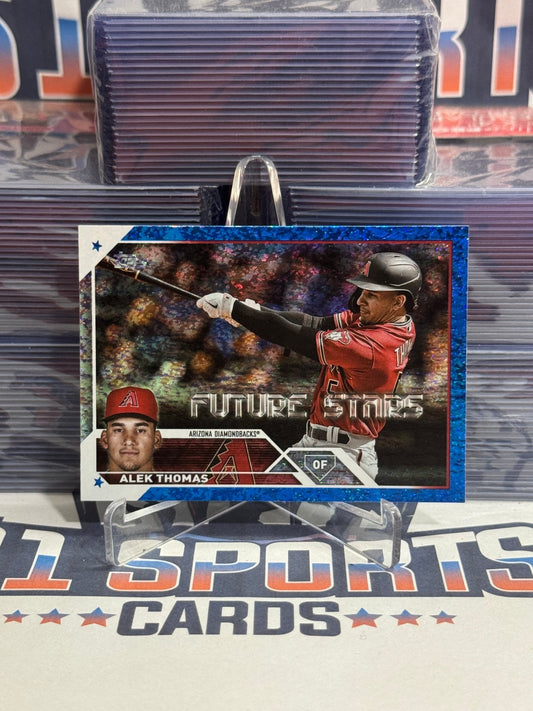 FUTURE STARS
ARIZONA DIAMONDBACKS®
OF
ALEK THOMAS
SPORTS
CARDS